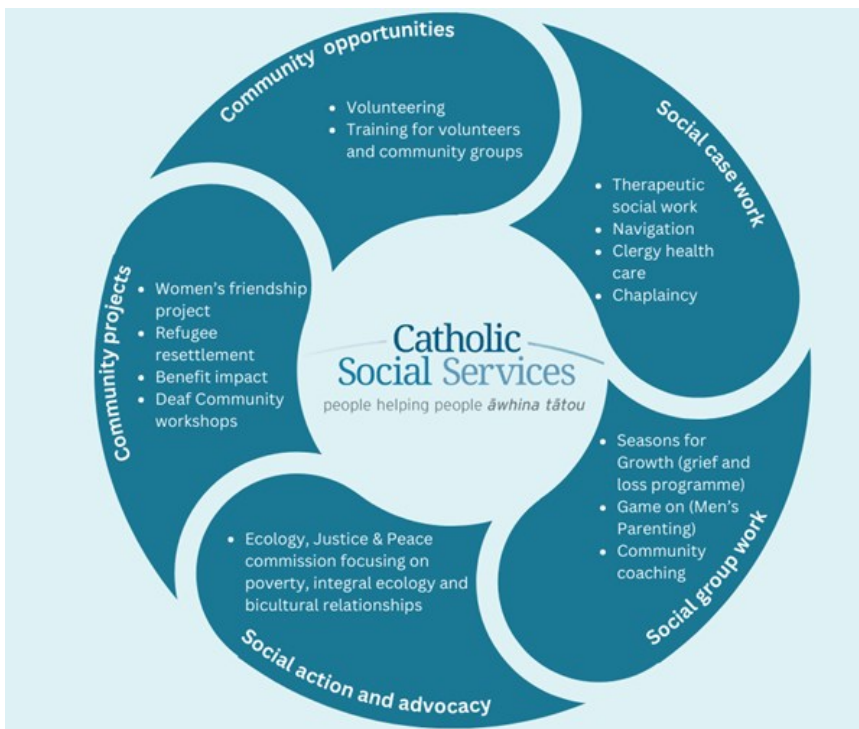 Community opportunities
• Volunteering
• Training for volunteers
and community groups
Social case work
• Therapeutic
social work
• Navigation
• Clergy health
care
• Chaplaincy
Community projects
• Women's friendship
project
• Refugee
resettlement
• Benefit impact
• Deaf Community
workshops
Catholic
Social Services
people helping people āwhina tātou
• Seasons for
Growth (grief and
loss programme)
• Game on (Men's
Parenting)
• Community
coaching
Social group work
• Ecology, Justice & Peace
commission focusing on
poverty, integral ecology and
bicultural relationships
Social action and advocacy